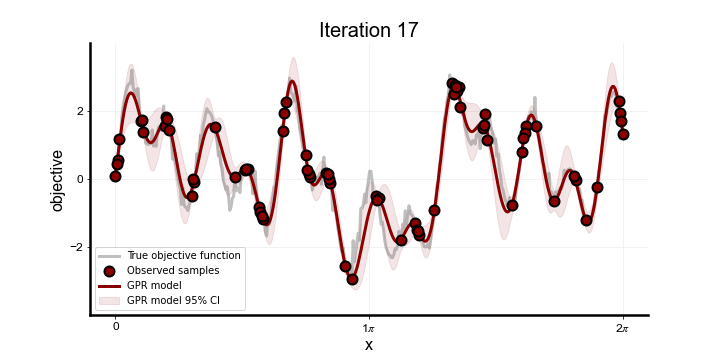 Iteration 17
objective
2
0
−2
True objective function
Observed samples
GPR model
GPR model 95% CI
0
1π
2π
x